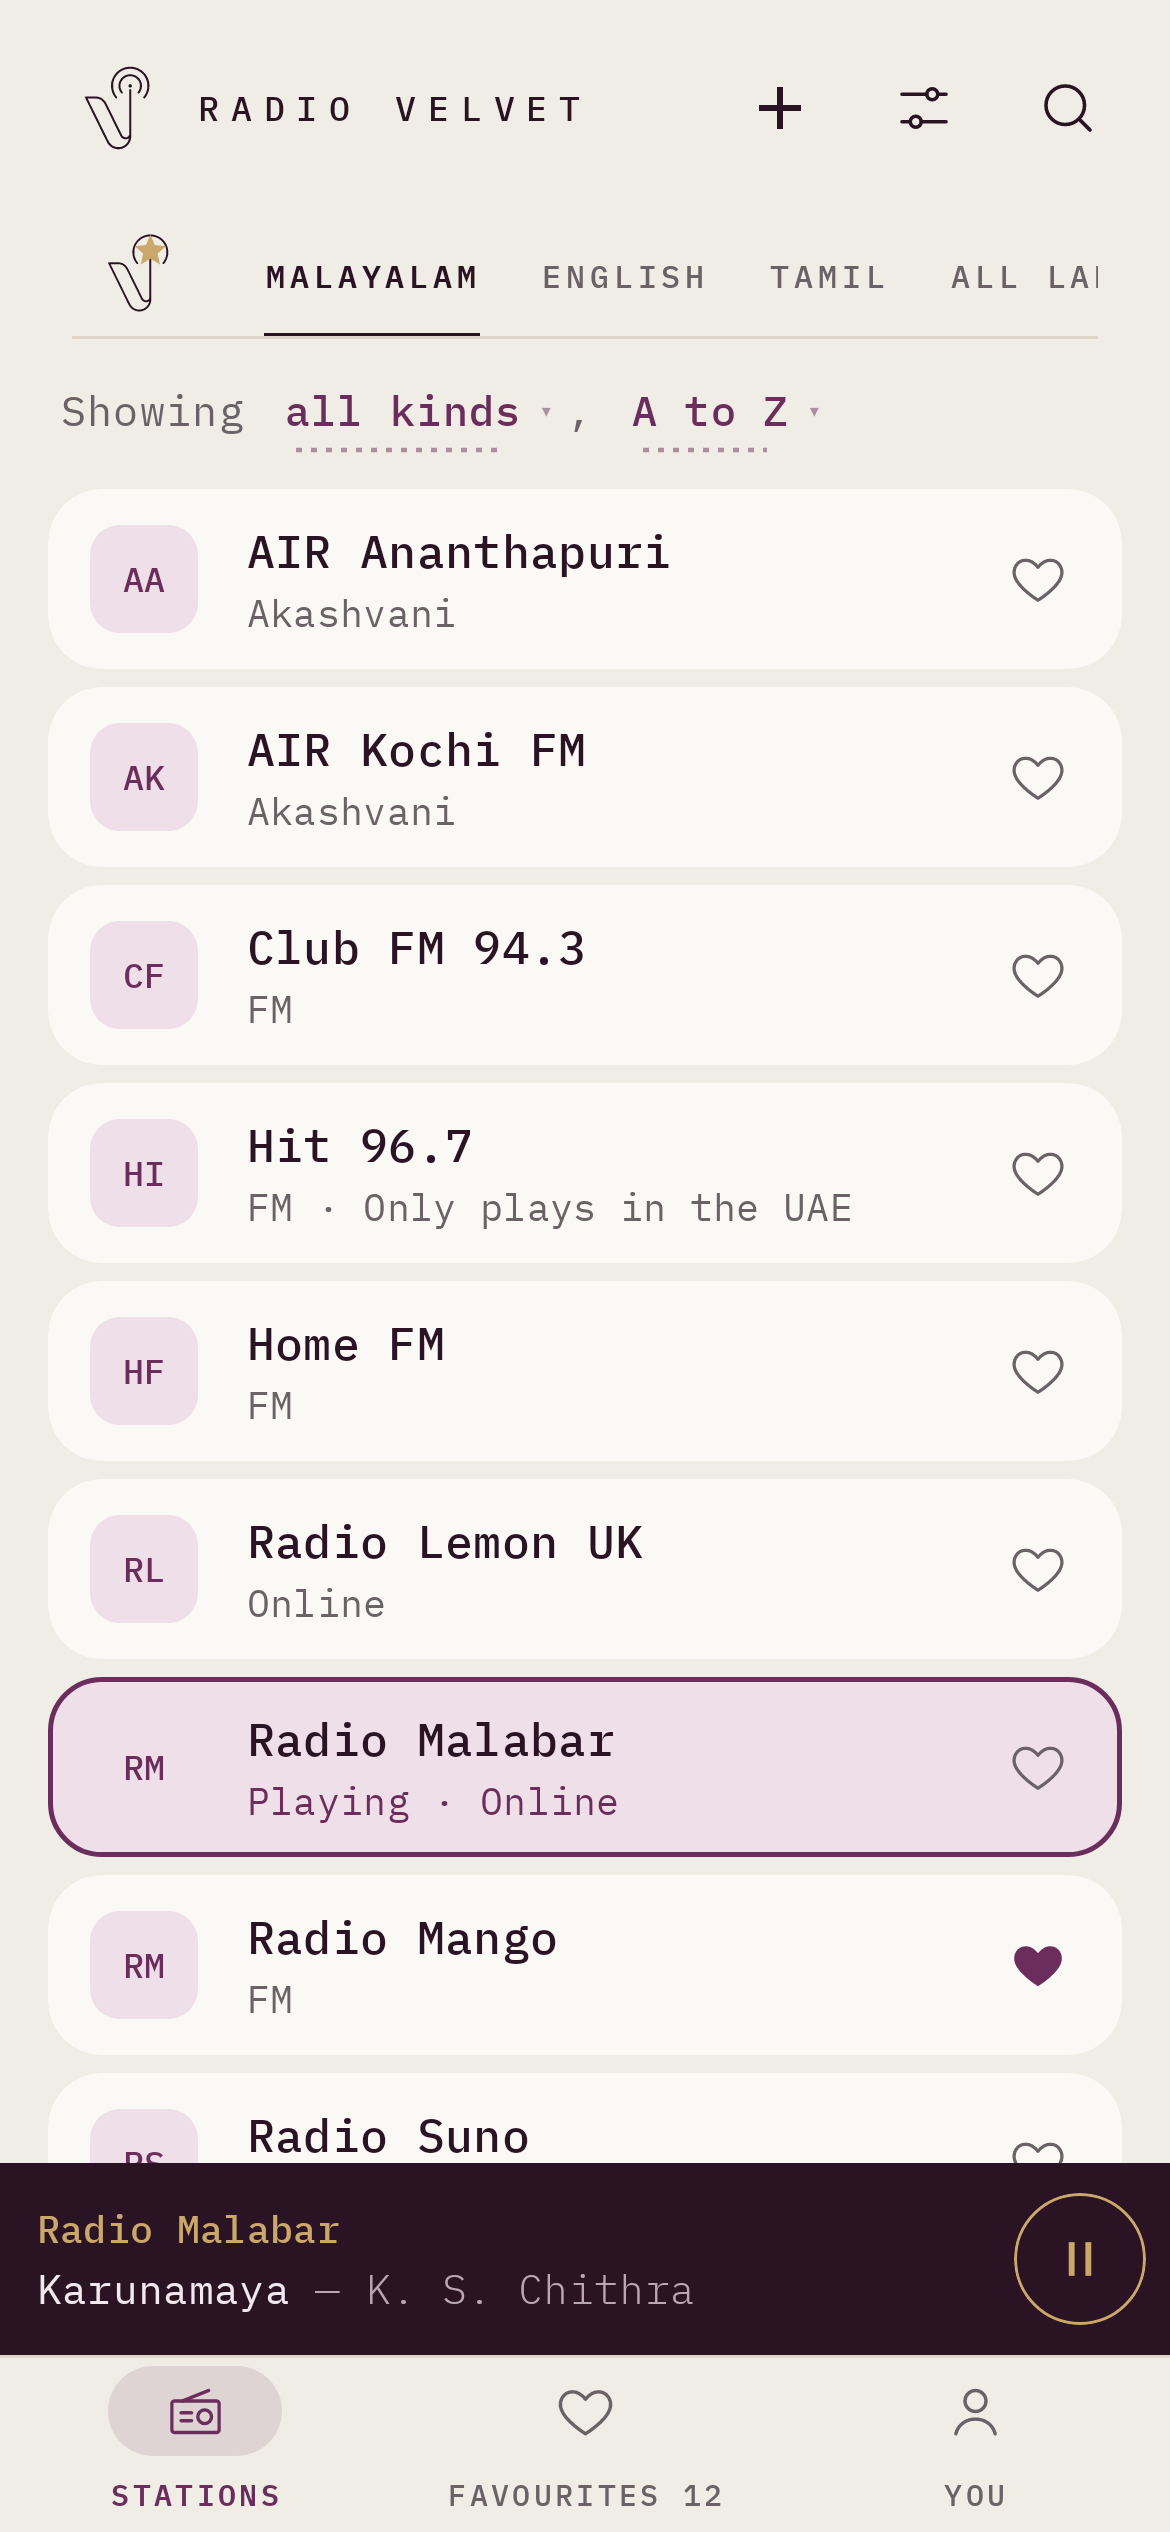 RADIO VELVET
MALAYALAM ENGLISH TAMIL ALL
Showing all kinds ▾, A to Z ▾
AA
AIR Ananthapuri
Akashvani
AK
AIR Kochi FM
Akashvani
CF
Club FM 94.3
FM
HI
Hit 96.7
FM · Only plays in the UAE
HF
Home FM
FM
RL
Radio Lemon UK
Online
RM
Radio Malabar
Playing · Online
RM
Radio Mango
FM
RS
Radio Suno
Radio Malabar
Karunamaya — K. S. Chithra
STATIONS FAVOURITES 12 YOU